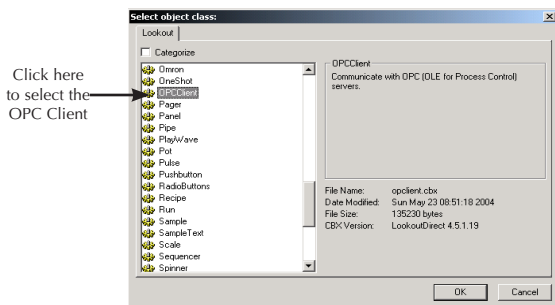 Select object class:
Lookout
Categorize
Click here
to select the
OPC Client
Omron
OneShot
OPCClient
Pager
Panel
Pipe
PlayWave
Pot
Pulse
Pushbutton
RadioButtons
Recipe
Run
Sample
SampleText
Scale
Sequencer
Spinner
OPCClient
Communicate with OPC (OLE for Process Control)
servers.
File Name: opclient.cbx
Date Modified: Sun May 23 08:51:18 2004
File Size: 135230 bytes
CBX Version: LookoutDirect 4.5.1.19
OK Cancel